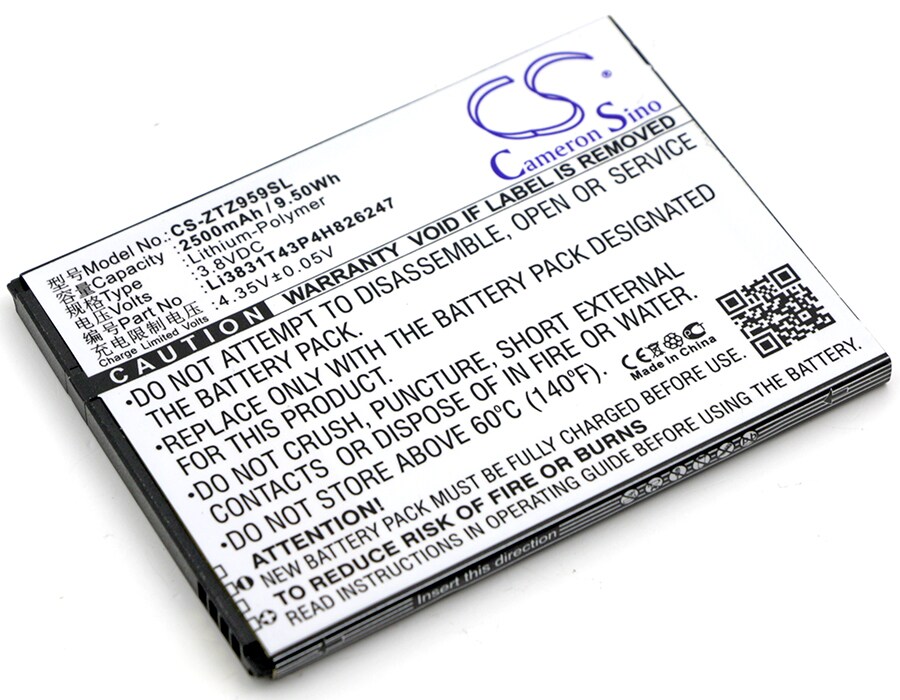 CS
®
Cameron Sino
型号Model No.:CS-ZTZ959SL
容量Capacity :2500mAh / 9.50Wh
规格Type :Lithium-Polymer
电压Volts :3.8VDC
编号Part No :Li3831T43P4H826247
充电限制电压 :4.35V±0.05V
Charge Limited Volts
CAUTION WARRANTY VOID IF LABEL IS REMOVED
•DO NOT ATTEMPT TO DISASSEMBLE, OPEN OR SERVICE
THE BATTERY PACK.
•REPLACE ONLY WITH THE BATTERY PACK DESIGNATED
FOR THIS PRODUCT.
•DO NOT CRUSH, PUNCTURE, SHORT EXTERNAL
CONTACTS OR DISPOSE OF IN FIRE OR WATER.
•DO NOT STORE ABOVE 60°C (140°F).
NEW BATTERY PACK MUST BE FULLY CHARGED BEFORE USE.
•TO REDUCE RISK OF FIRE OR BURNS
READ INSTRUCTIONS IN OPERATING MANUAL.
CE
Made in China
Insert this direction